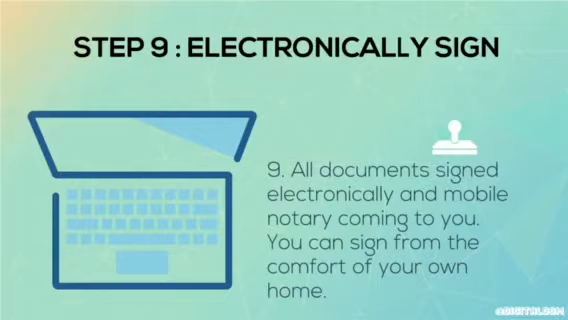 STEP 9 : ELECTRONICALLY SIGN
9. All documents signed
electronically and mobile
notary coming to you.
You can sign from the
comfort of your own
home.